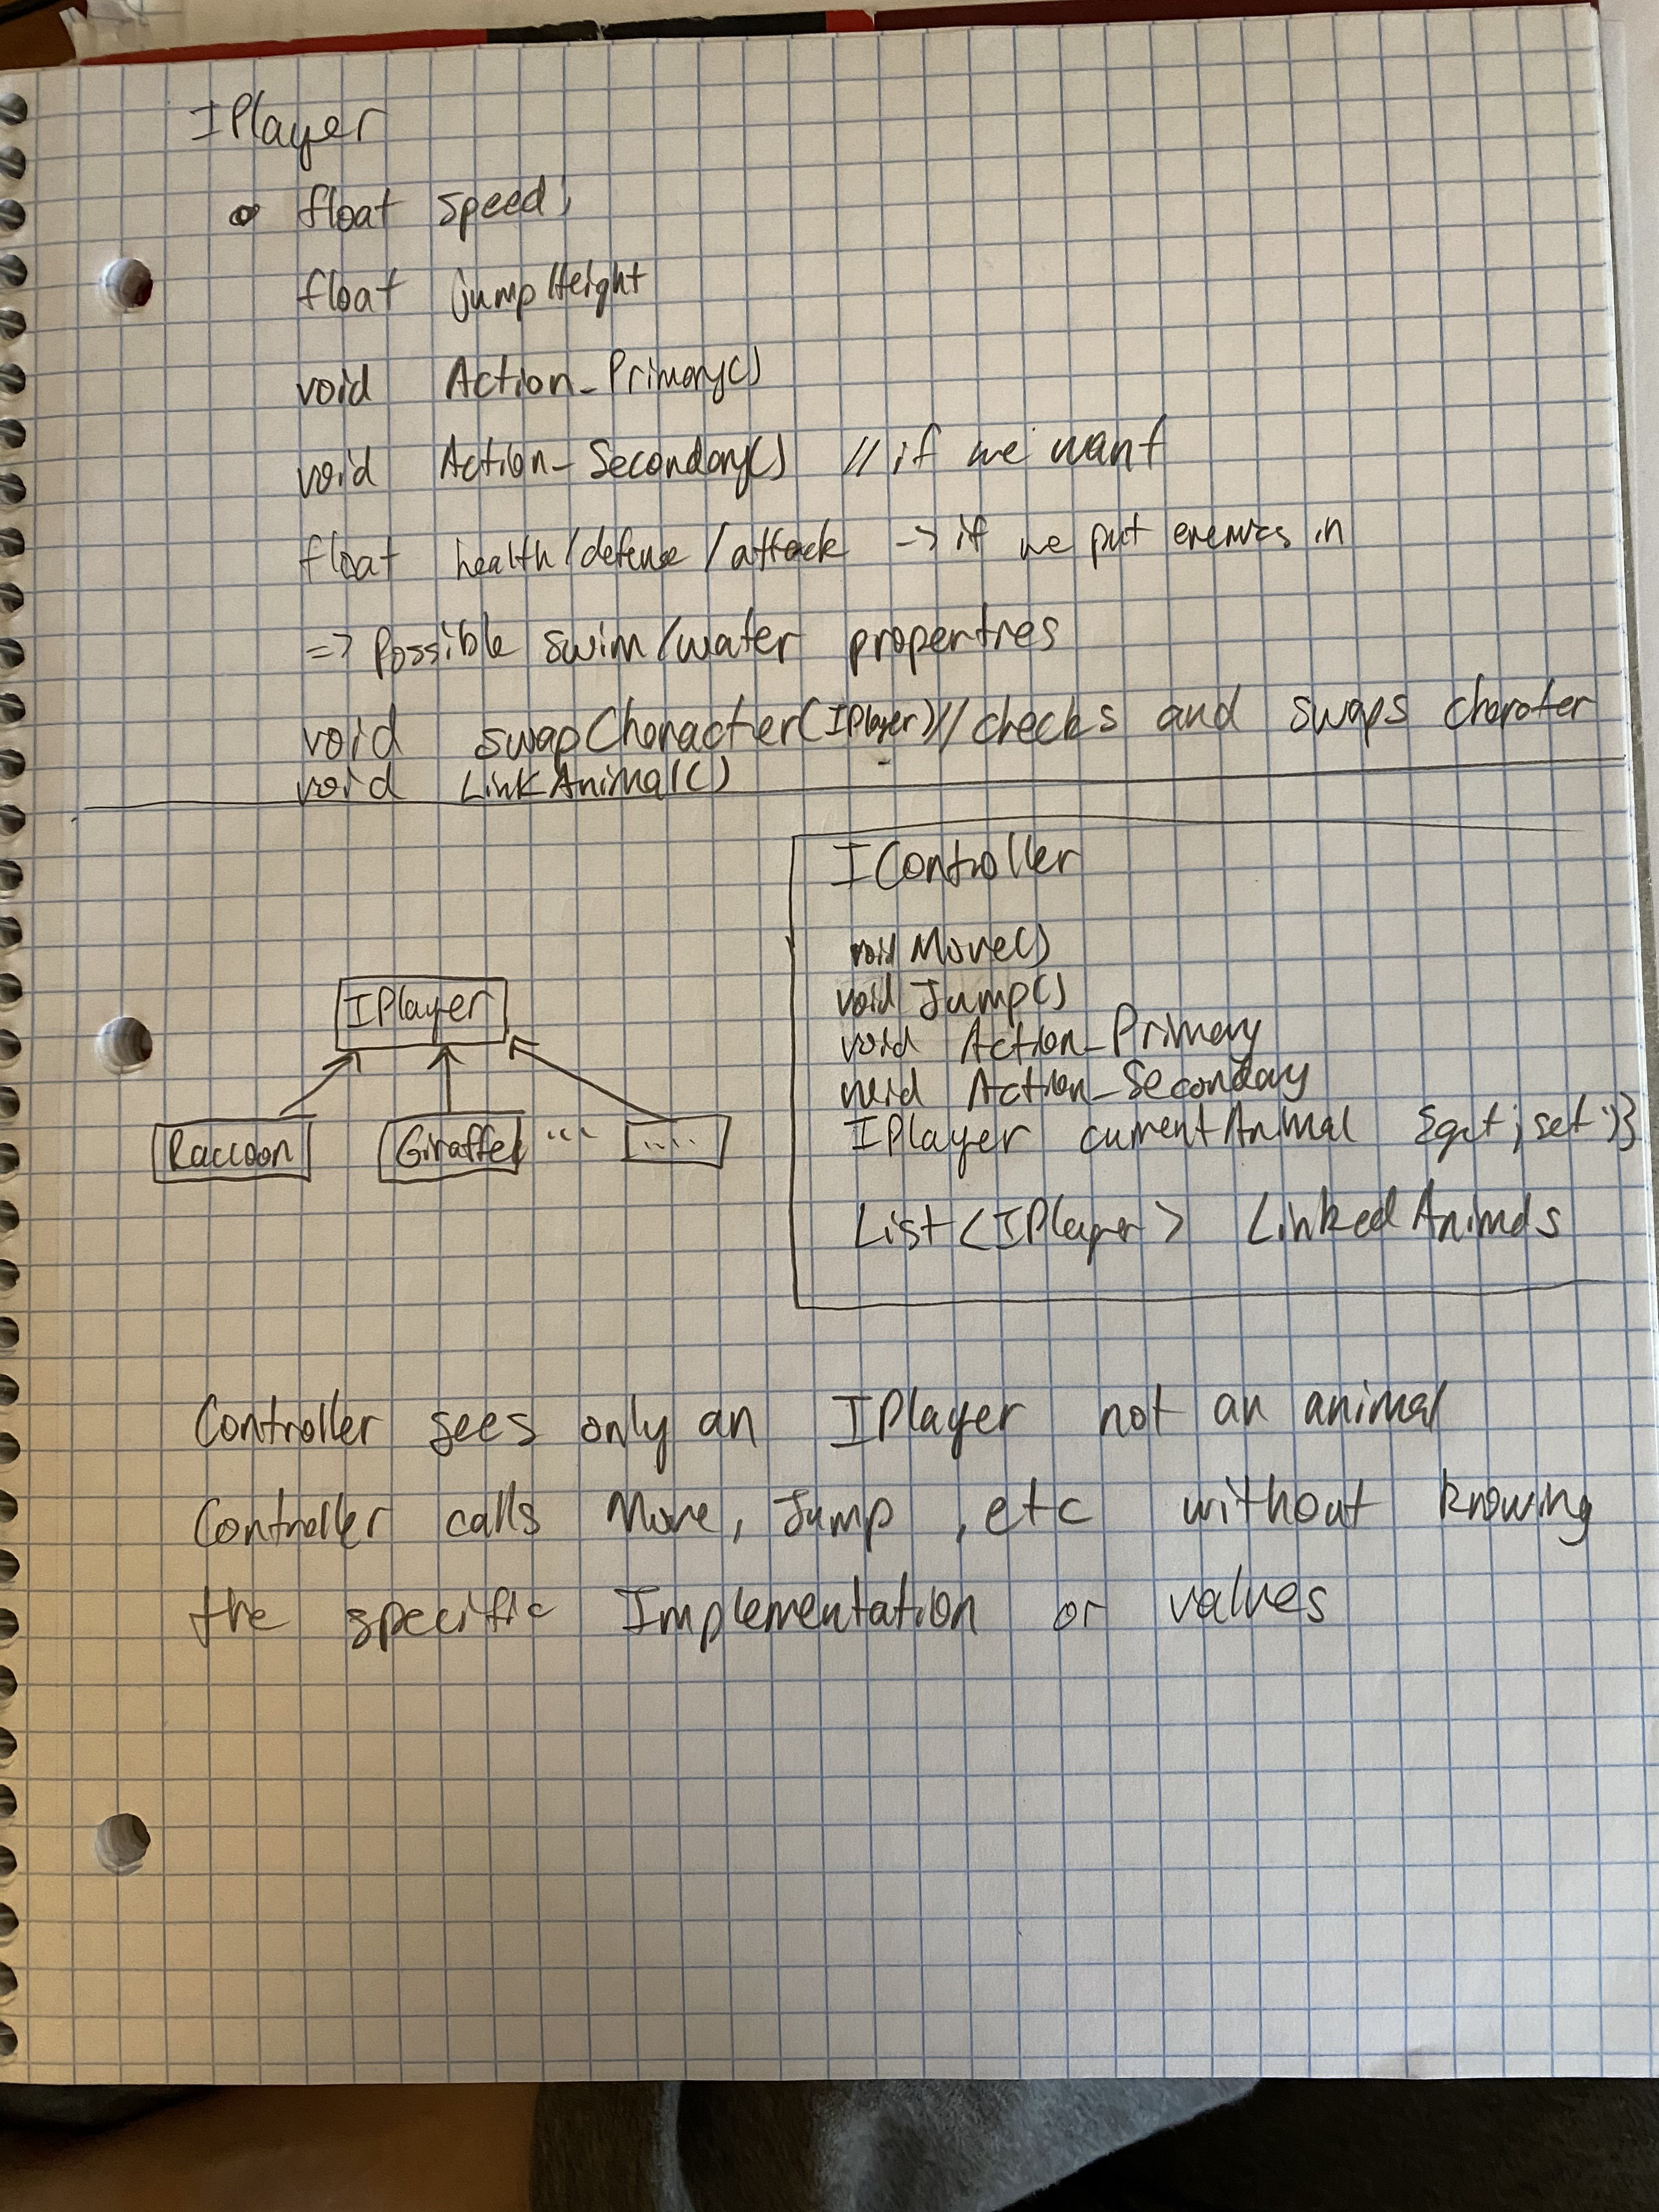 IPlayer
float speed;
float jumpHeight
void Action_Primary()
void Action_Secondary() // if we want
float health/defense/attack -> if we put enemies in
=> Possible swim/water properties
void swapCharacter(IPlayer) // checks and swaps charater
void LinkAnimal()
IController
void Move()
void Jump()
void Action_Primary
void Action_Secondary
IPlayer currentAnimal {get; set;}
List<IPlayer> LinkedAnimals
IPlayer
Raccoon Giraffe ... .....
Controller sees only an IPlayer not an animal
Controller calls Move, Jump, etc without knowing
the specific Implementation or values